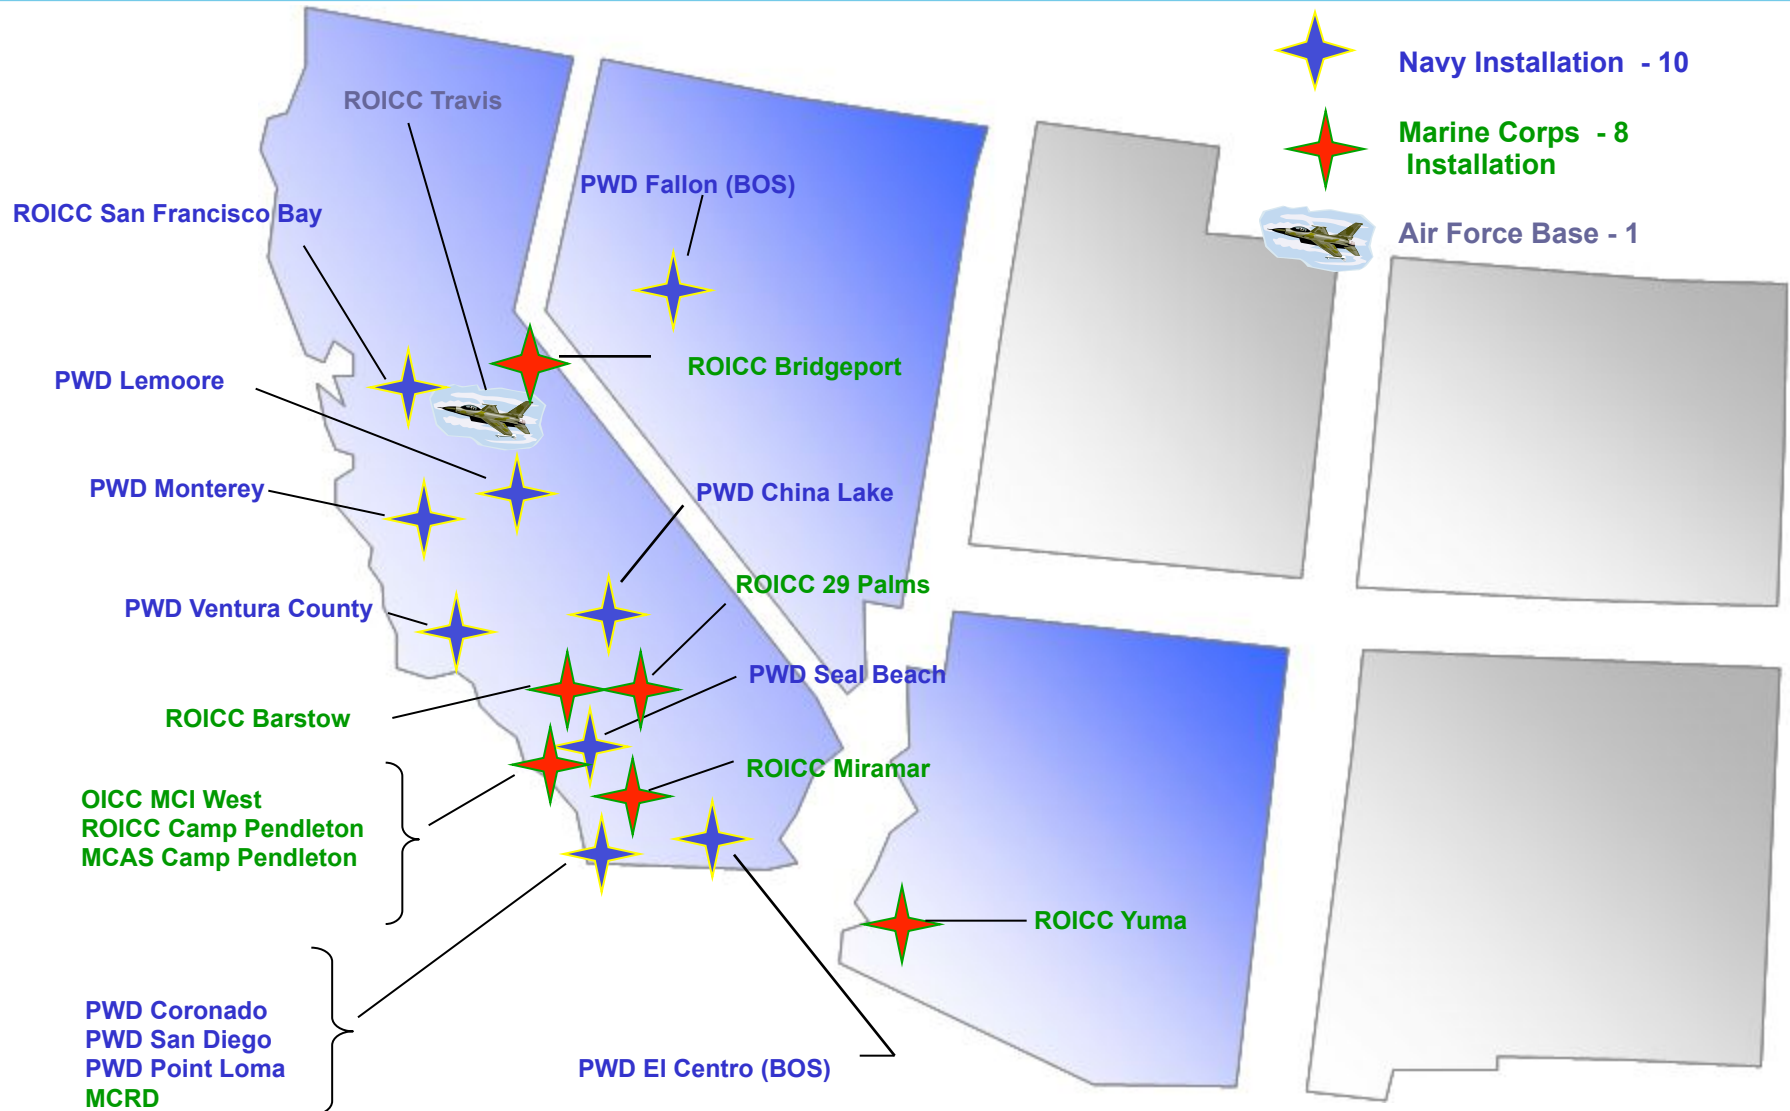 Navy Installation - 10
Marine Corps - 8
Installation
Air Force Base - 1
ROICC Travis
PWD Fallon (BOS)
ROICC San Francisco Bay
ROICC Bridgeport
PWD Lemoore
PWD Monterey
PWD China Lake
ROICC 29 Palms
PWD Ventura County
PWD Seal Beach
ROICC Barstow
ROICC Miramar
OICC MCI West
ROICC Camp Pendleton
MCAS Camp Pendleton
ROICC Yuma
PWD Coronado
PWD San Diego
PWD Point Loma
MCRD
PWD El Centro (BOS)